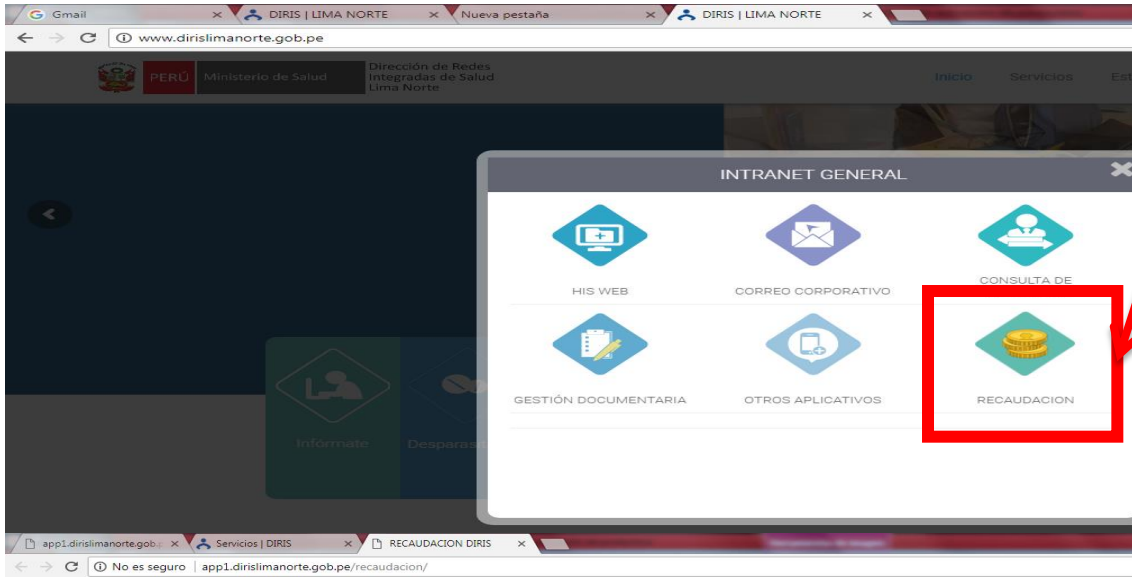 Gmail
DIRIS | LIMA NORTE
Nueva pestaña
DIRIS | LIMA NORTE
www.dirislimanorte.gob.pe
PERÚ
Ministerio de Salud
Dirección de Redes
Integradas de Salud
Lima Norte
Inicio
Servicios
Est
INTRANET GENERAL
HIS WEB
CORREO CORPORATIVO
CONSULTA DE
GESTIÓN DOCUMENTARIA
OTROS APLICATIVOS
RECAUDACION
Infórmate
Desparas
app1.dirislimanorte.gob.p
Servicios | DIRIS
RECAUDACION DIRIS
No es seguro | app1.dirislimanorte.gob.pe/recaudacion/